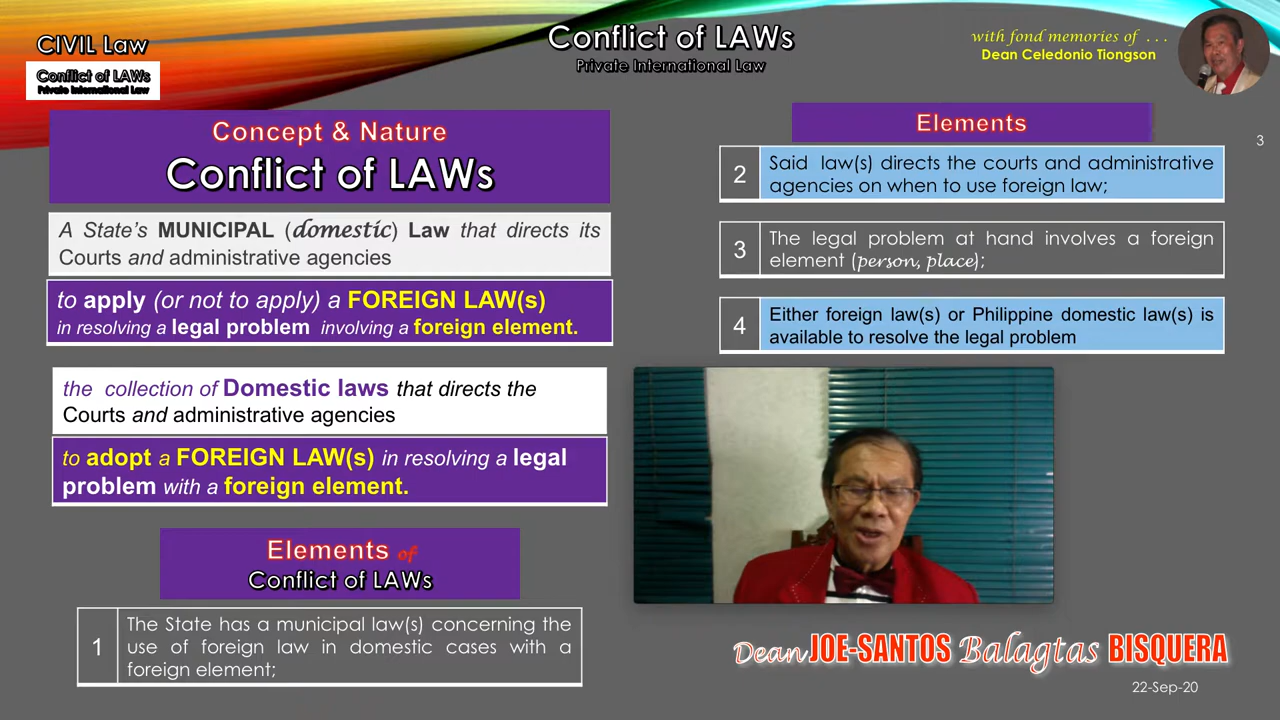 CIVIL Law
Conflict of LAWs
Private International Law
Conflict of LAWs
Private International Law
with fond memories of . . .
Dean Celedonio Tiongson
3
Concept & Nature
Conflict of LAWs
A State's MUNICIPAL (domestic) Law that directs its
Courts and administrative agencies
to apply (or not to apply) a FOREIGN LAW(s)
in resolving a legal problem involving a foreign element.
the collection of Domestic laws that directs the
Courts and administrative agencies
to adopt a FOREIGN LAW(s) in resolving a legal
problem with a foreign element.
Elements of
Conflict of LAWs
1
The State has a municipal law(s) concerning the
use of foreign law in domestic cases with a
foreign element;
Elements
2
Said law(s) directs the courts and administrative
agencies on when to use foreign law;
3
The legal problem at hand involves a foreign
element (person, place);
4
Either foreign law(s) or Philippine domestic law(s) is
available to resolve the legal problem
Dean JOE-SANTOS Balagtas BISQUERA
22-Sep-20